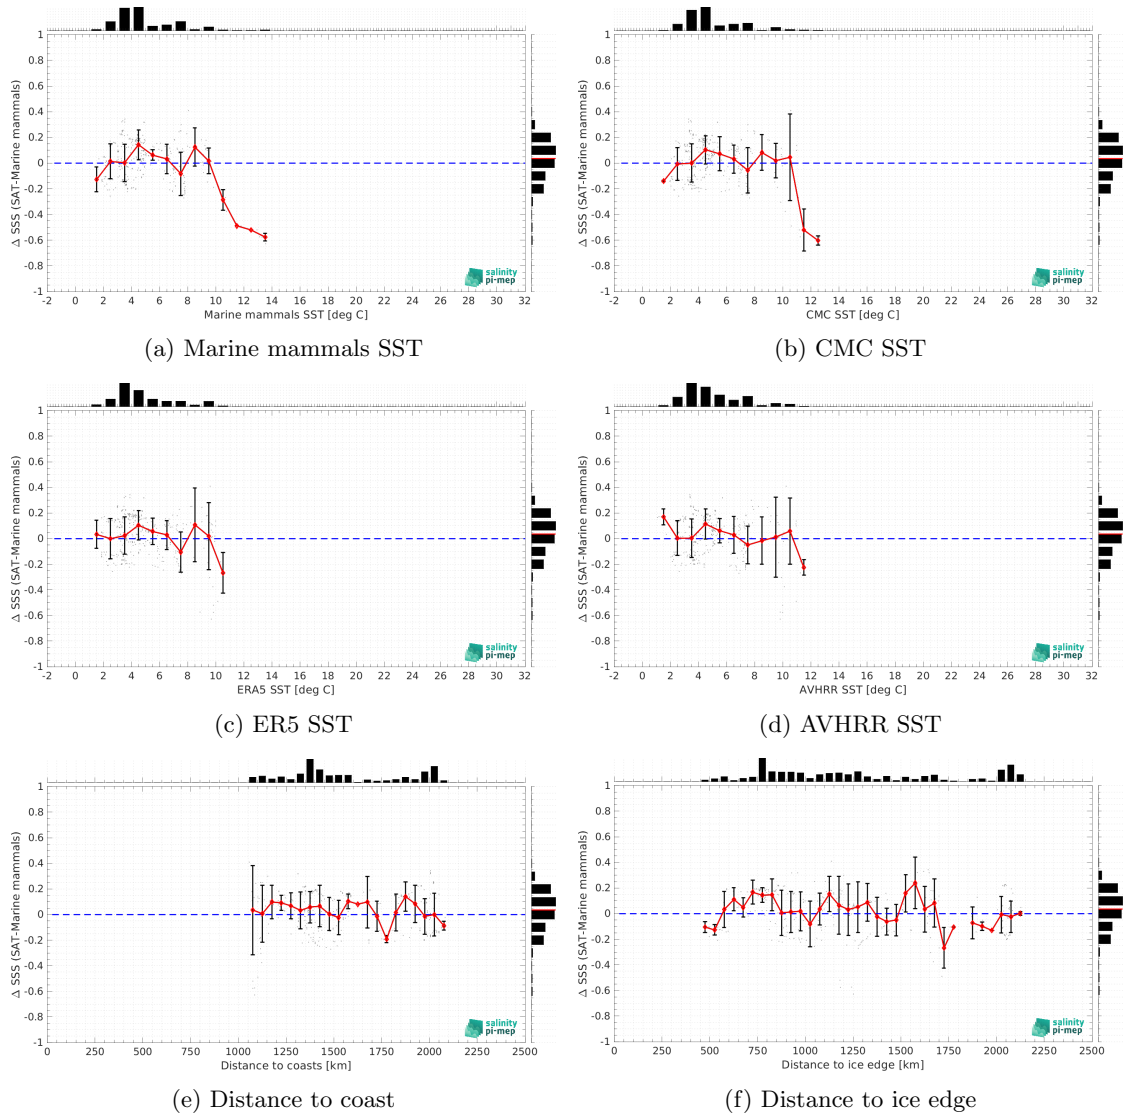 1
0.8
0.6
0.4
0.2
0
-0.2
-0.4
-0.6
-0.8
-1
Δ SSS (SAT-Marine mammals)
-2 0 2 4 6 8 10 12 14 16 18 20 22 24 26 28 30 32
Marine mammals SST [deg C]
salinity
pi-mep
(a) Marine mammals SST
1
0.8
0.6
0.4
0.2
0
-0.2
-0.4
-0.6
-0.8
-1
Δ SSS (SAT-Marine mammals)
-2 0 2 4 6 8 10 12 14 16 18 20 22 24 26 28 30 32
CMC SST [deg C]
salinity
pi-mep
(b) CMC SST
1
0.8
0.6
0.4
0.2
0
-0.2
-0.4
-0.6
-0.8
-1
Δ SSS (SAT-Marine mammals)
-2 0 2 4 6 8 10 12 14 16 18 20 22 24 26 28 30 32
ERA5 SST [deg C]
salinity
pi-mep
(c) ER5 SST
1
0.8
0.6
0.4
0.2
0
-0.2
-0.4
-0.6
-0.8
-1
Δ SSS (SAT-Marine mammals)
-2 0 2 4 6 8 10 12 14 16 18 20 22 24 26 28 30 32
AVHRR SST [deg C]
salinity
pi-mep
(d) AVHRR SST
1
0.8
0.6
0.4
0.2
0
-0.2
-0.4
-0.6
-0.8
-1
Δ SSS (SAT-Marine mammals)
0 250 500 750 1000 1250 1500 1750 2000 2250 2500
Distance to coasts [km]
salinity
pi-mep
(e) Distance to coast
1
0.8
0.6
0.4
0.2
0
-0.2
-0.4
-0.6
-0.8
-1
Δ SSS (SAT-Marine mammals)
0 250 500 750 1000 1250 1500 1750 2000 2250 2500
Distance to ice edge [km]
salinity
pi-mep
(f) Distance to ice edge